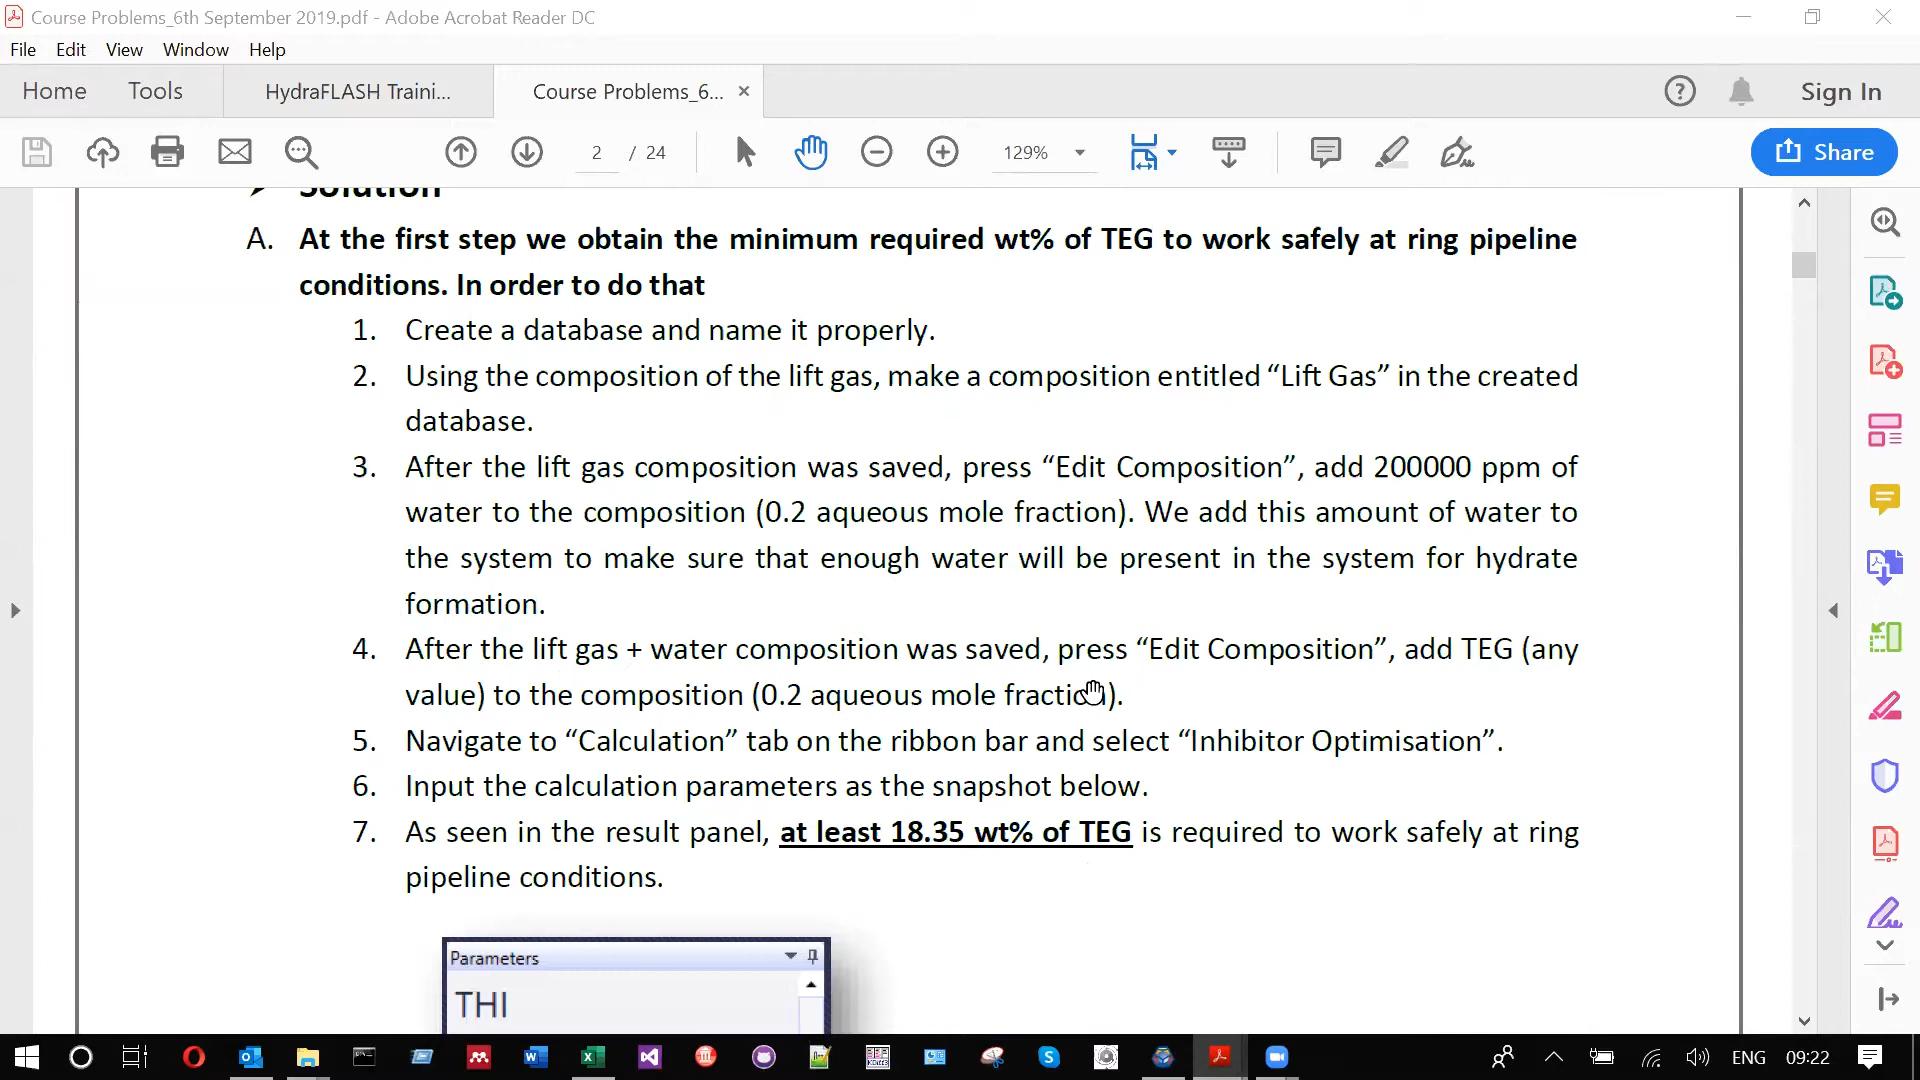 Course Problems_6th September 2019.pdf - Adobe Acrobat Reader DC
File Edit View Window Help
Home Tools HydraFLASH Traini... Course Problems_6... × Sign In
2 / 24 129% Share
Solution
A. At the first step we obtain the minimum required wt% of TEG to work safely at ring pipeline
conditions. In order to do that
1. Create a database and name it properly.
2. Using the composition of the lift gas, make a composition entitled “Lift Gas” in the created
database.
3. After the lift gas composition was saved, press “Edit Composition”, add 200000 ppm of
water to the composition (0.2 aqueous mole fraction). We add this amount of water to
the system to make sure that enough water will be present in the system for hydrate
formation.
4. After the lift gas + water composition was saved, press “Edit Composition”, add TEG (any
value) to the composition (0.2 aqueous mole fraction).
5. Navigate to “Calculation” tab on the ribbon bar and select “Inhibitor Optimisation”.
6. Input the calculation parameters as the snapshot below.
7. As seen in the result panel, at least 18.35 wt% of TEG is required to work safely at ring
pipeline conditions.
Parameters
THI
ENG 09:22